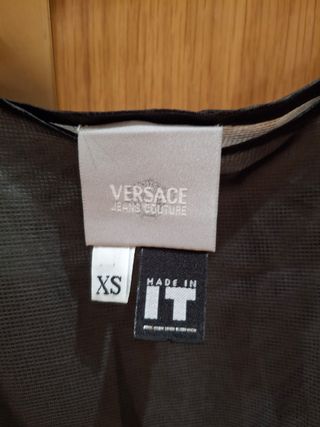 VERSACE
JEANS COUTURE
XS
MADE IN
IT